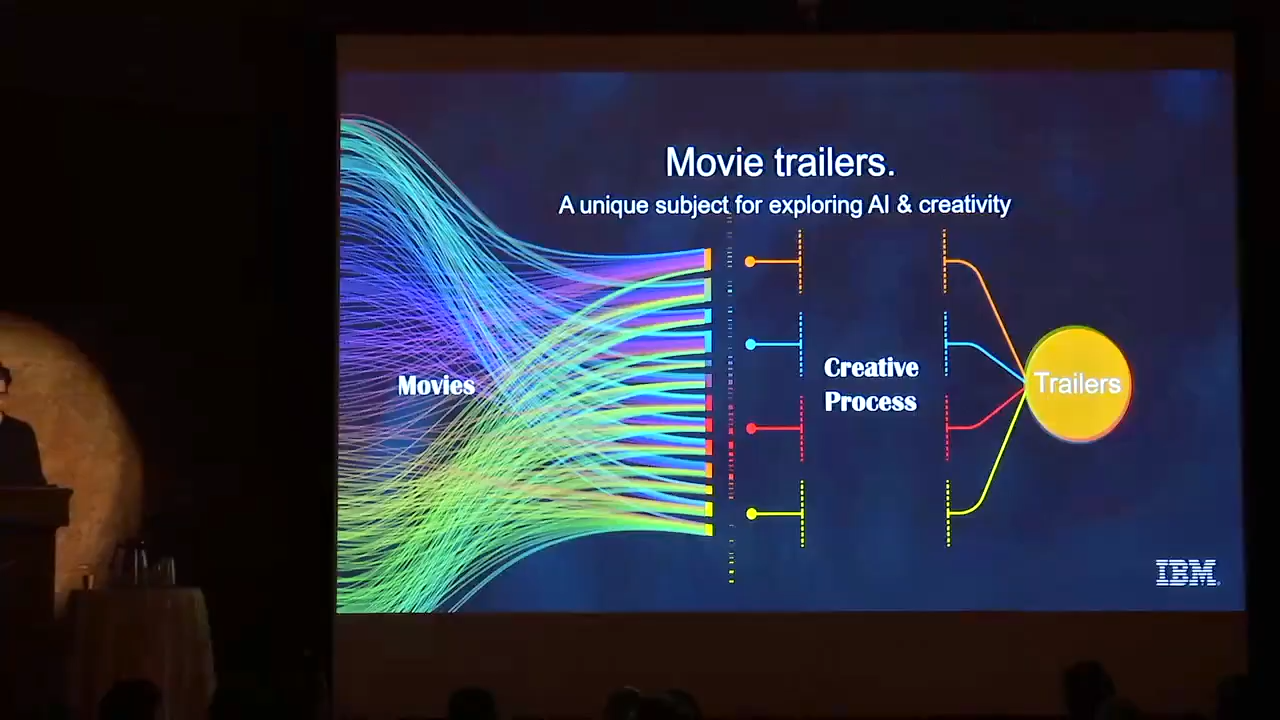 Movie trailers.
A unique subject for exploring AI & creativity
Movies
Creative
Process
Trailers
IBM